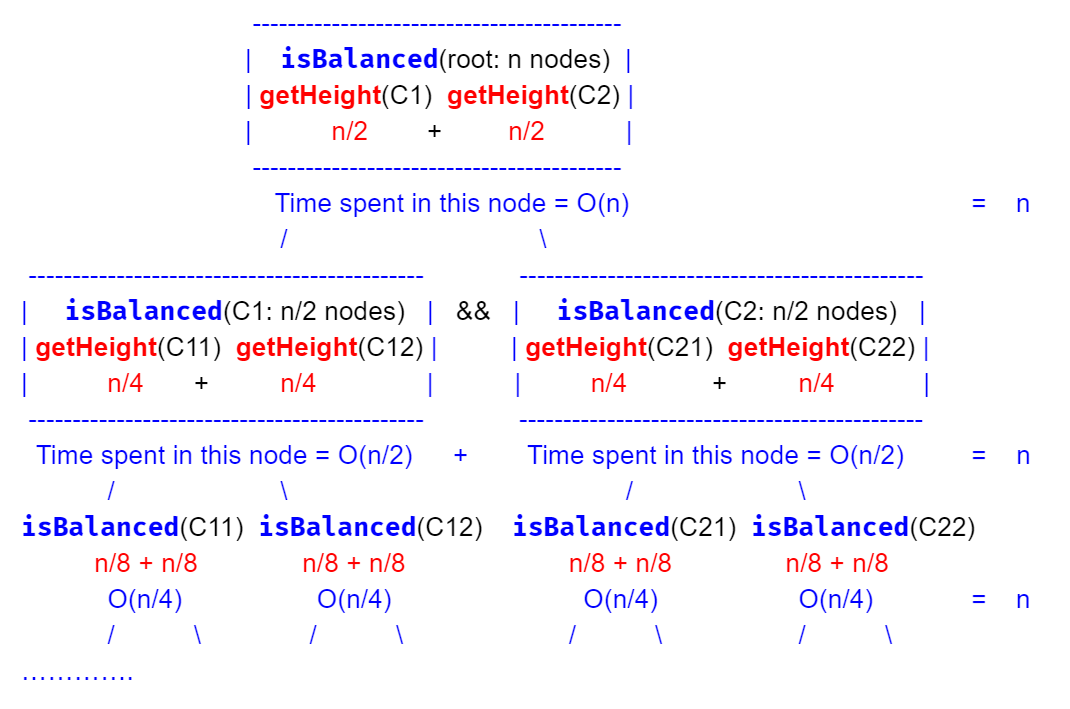 -----------------------------------------
| isBalanced(root: n nodes) |
| getHeight(C1) getHeight(C2) |
| n/2 + n/2 |
-----------------------------------------
Time spent in this node = O(n) = n
/ \
-------------------------------------------- ---------------------------------------------
| isBalanced(C1: n/2 nodes) | && | isBalanced(C2: n/2 nodes) |
| getHeight(C11) getHeight(C12) | | getHeight(C21) getHeight(C22) |
| n/4 + n/4 | | n/4 + n/4 |
-------------------------------------------- ---------------------------------------------
Time spent in this node = O(n/2) + Time spent in this node = O(n/2) = n
/ \ / \
isBalanced(C11) isBalanced(C12) isBalanced(C21) isBalanced(C22)
n/8 + n/8 n/8 + n/8 n/8 + n/8 n/8 + n/8
O(n/4) O(n/4) O(n/4) O(n/4) = n
/ \ / \ / \ / \
………….